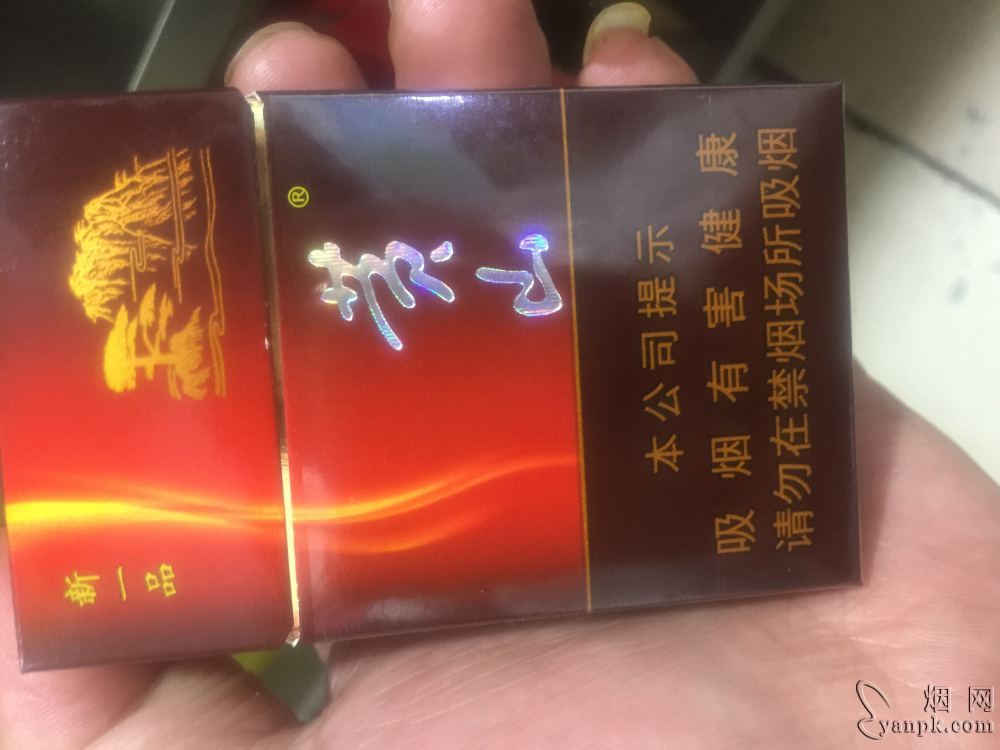 新一品
黄山®
本公司提示
吸烟有害健康
请勿在禁烟场所吸烟
烟网
yanpk.com